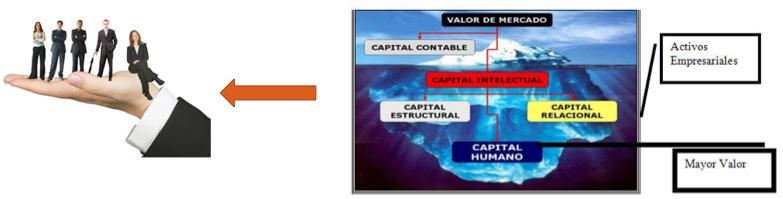 VALOR DE MERCADO
CAPITAL CONTABLE
CAPITAL INTELECTUAL
CAPITAL
ESTRUCTURAL
CAPITAL
RELACIONAL
CAPITAL
HUMANO
Activos
Empresariales
Mayor Valor